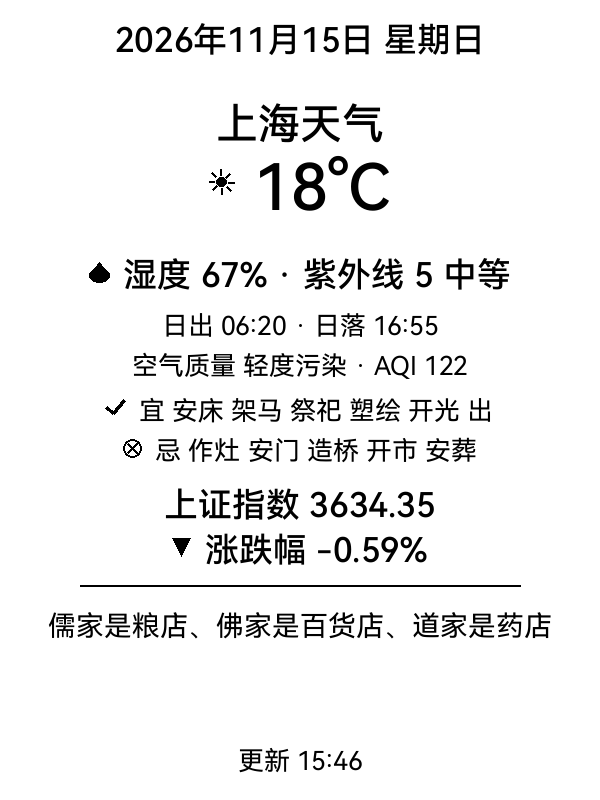 2026年11月15日 星期日
上海天气
18°C
湿度 67% · 紫外线 5 中等
日出 06:20 · 日落 16:55
空气质量 轻度污染 · AQI 122
宜 安床 架马 祭祀 塑绘 开光 出
忌 作灶 安门 造桥 开市 安葬
上证指数 3634.35
涨跌幅 -0.59%
儒家是粮店、佛家是百货店、道家是药店
更新 15:46